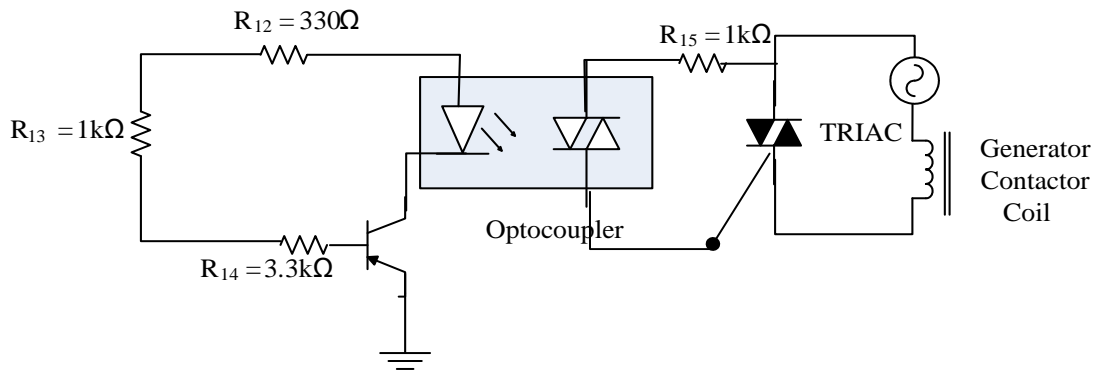 R₁₂ = 330Ω
R₁₅ = 1kΩ
R₁₃ = 1kΩ
TRIAC
Generator
Contactor
Coil
Optocoupler
R₁₄ = 3.3kΩ